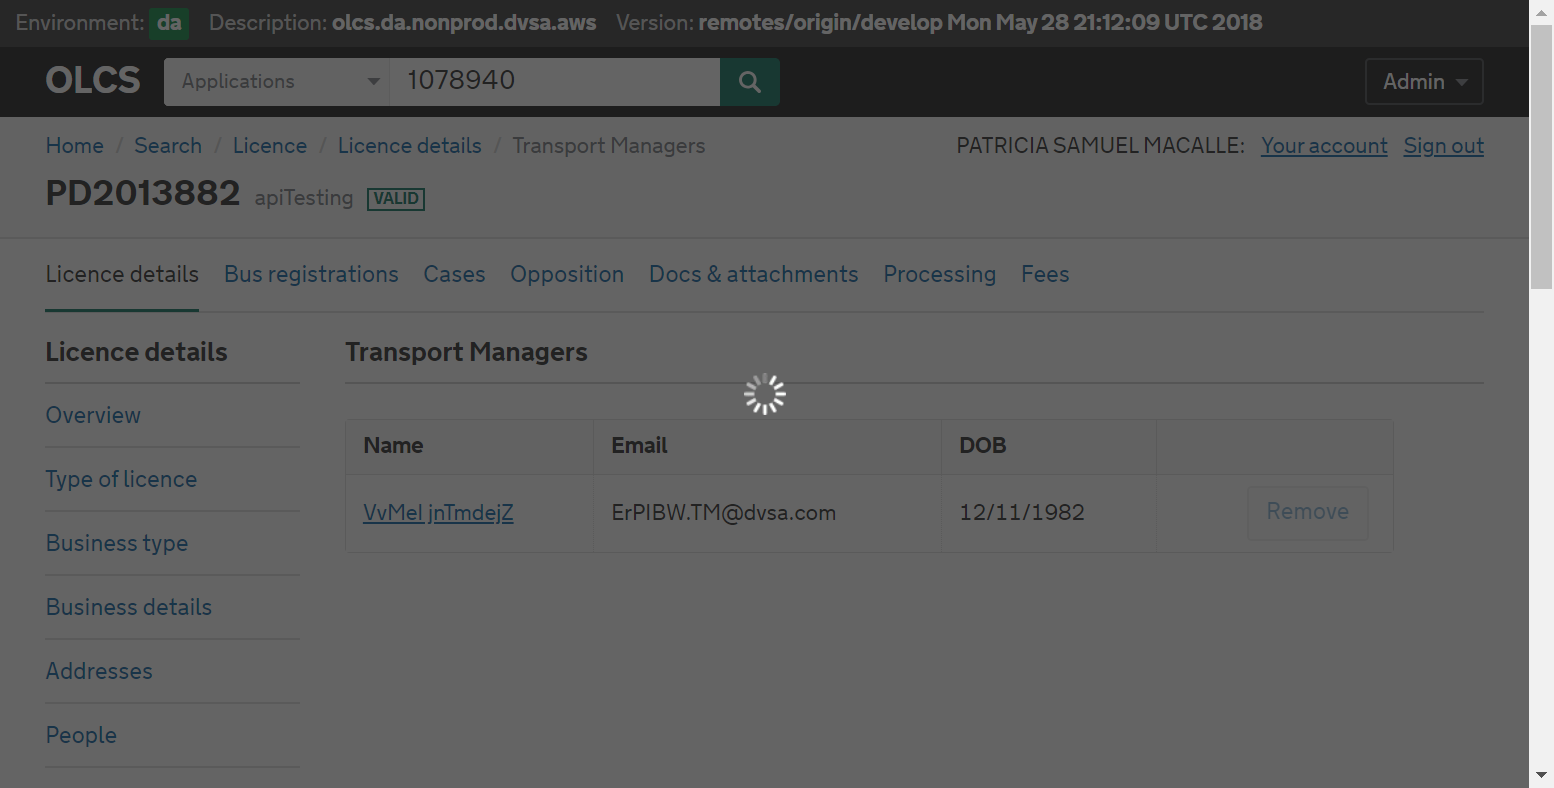 Environment: da Description: olcs.da.nonprod.dvsa.aws Version: remotes/origin/develop Mon May 28 21:12:09 UTC 2018
OLCS Applications 1078940 Admin
Home / Search / Licence / Licence details / Transport Managers PATRICIA SAMUEL MACALLE: Your account Sign out
PD2013882 apiTesting VALID
Licence details Bus registrations Cases Opposition Docs & attachments Processing Fees
Licence details
Overview
Type of licence
Business type
Business details
Addresses
People
Transport Managers
Name Email DOB
VvMel jnTmdejZ ErPIBW.TM@dvsa.com 12/11/1982 Remove